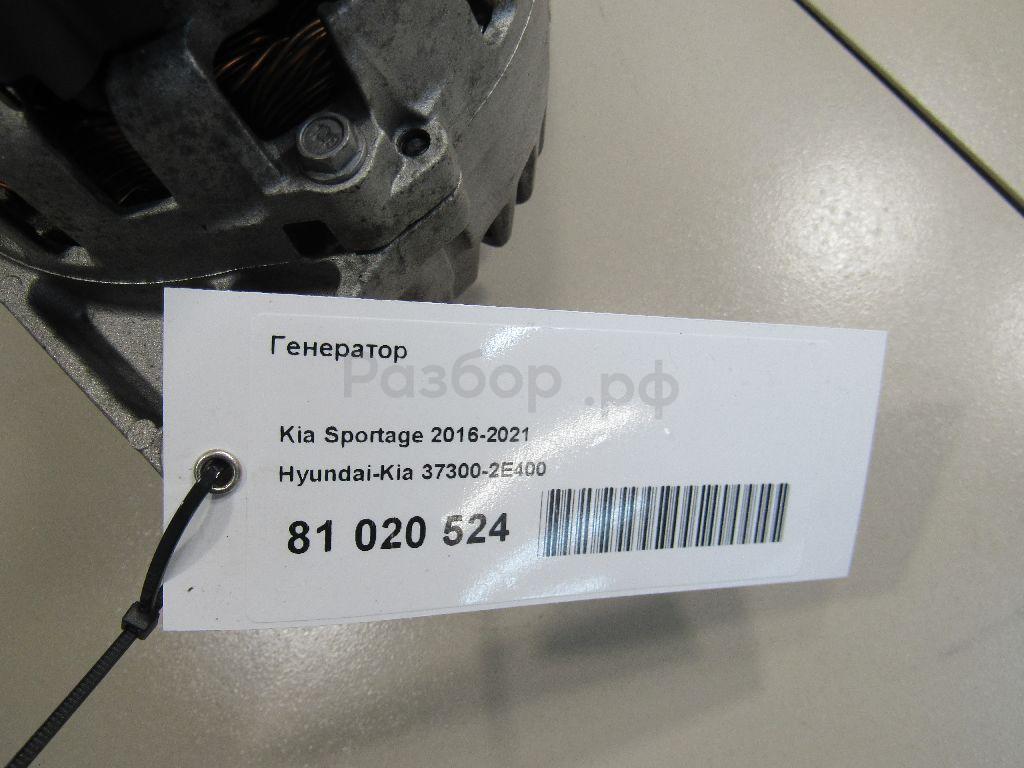 Генератор
Разбор.рф
Kia Sportage 2016-2021
Hyundai-Kia 37300-2E400
81 020 524